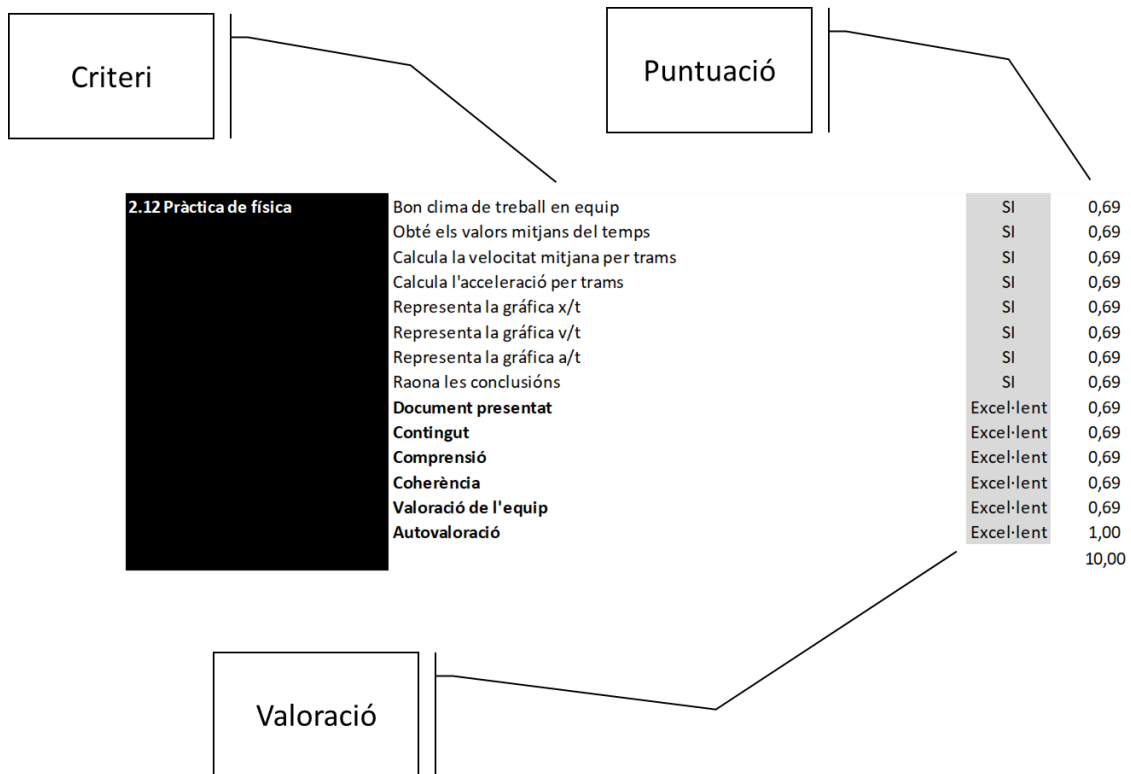 Criteri
Puntuació
2.12 Pràctica de física Bon clima de treball en equip SI 0,69
Obté els valors mitjans del temps SI 0,69
Calcula la velocitat mitjana per trams SI 0,69
Calcula l'acceleració per trams SI 0,69
Representa la gráfica x/t SI 0,69
Representa la gráfica v/t SI 0,69
Representa la gráfica a/t SI 0,69
Raona les conclusións SI 0,69
Document presentat Excel·lent 0,69
Contingut Excel·lent 0,69
Comprensió Excel·lent 0,69
Coherència Excel·lent 0,69
Valoració de l'equip Excel·lent 0,69
Autovaloració Excel·lent 1,00
10,00
Valoració